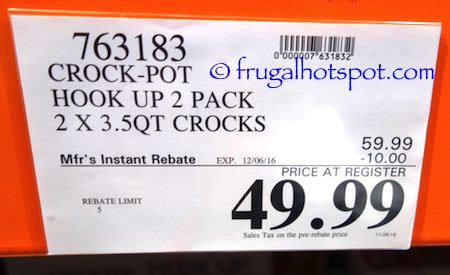 763183
0000007631832
CROCK-POT
© frugalhotspot.com
HOOK UP 2 PACK
2 X 3.5QT CROCKS
59.99
Mfr's Instant Rebate EXP. 12/06/16 -10.00
PRICE AT REGISTER
REBATE LIMIT
5
49.99
Sales Tax on the pre-rebate price